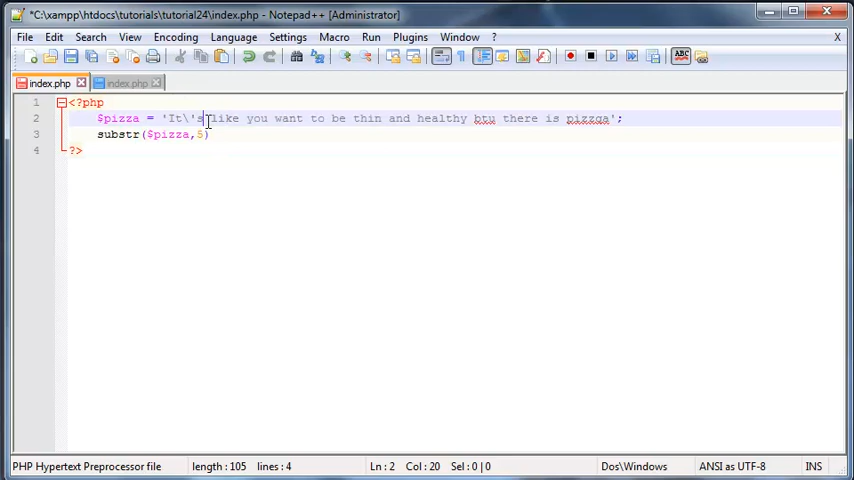 *C:\xampp\htdocs\tutorials\tutorial24\index.php - Notepad++ [Administrator]
File Edit Search View Encoding Language Settings Macro Run Plugins Window ? X
index.php index.php
1 <?php
2 $pizza = 'It\'s like you want to be thin and healthy btu there is pizzga';
3 substr($pizza,5)
4 ?>
PHP Hypertext Preprocessor file length : 105 lines : 4 Ln : 2 Col : 20 Sel : 0 | 0 Dos\Windows ANSI as UTF-8 INS